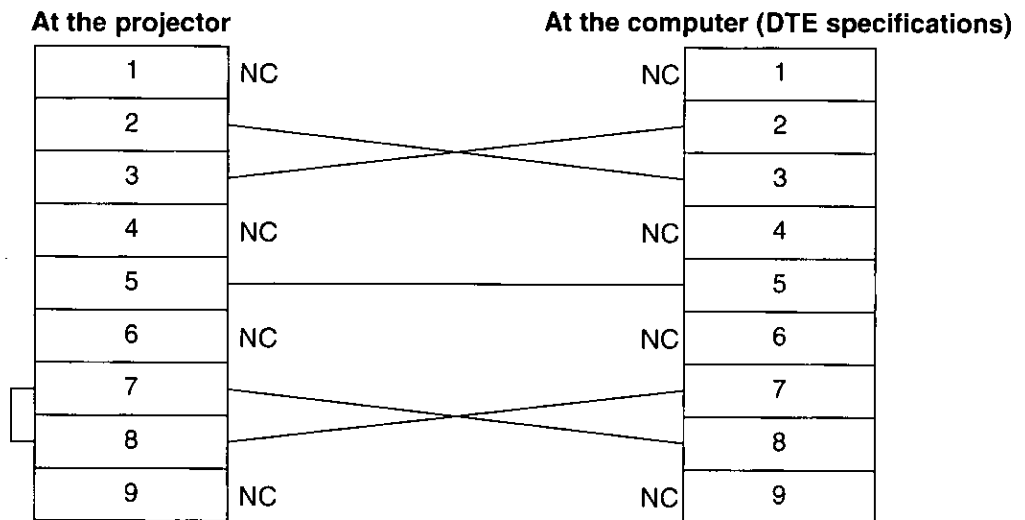 At the projector At the computer (DTE specifications)
1 NC NC 1
2 2
3 3
4 NC NC 4
5 5
6 NC NC 6
7 7
8 8
9 NC NC 9